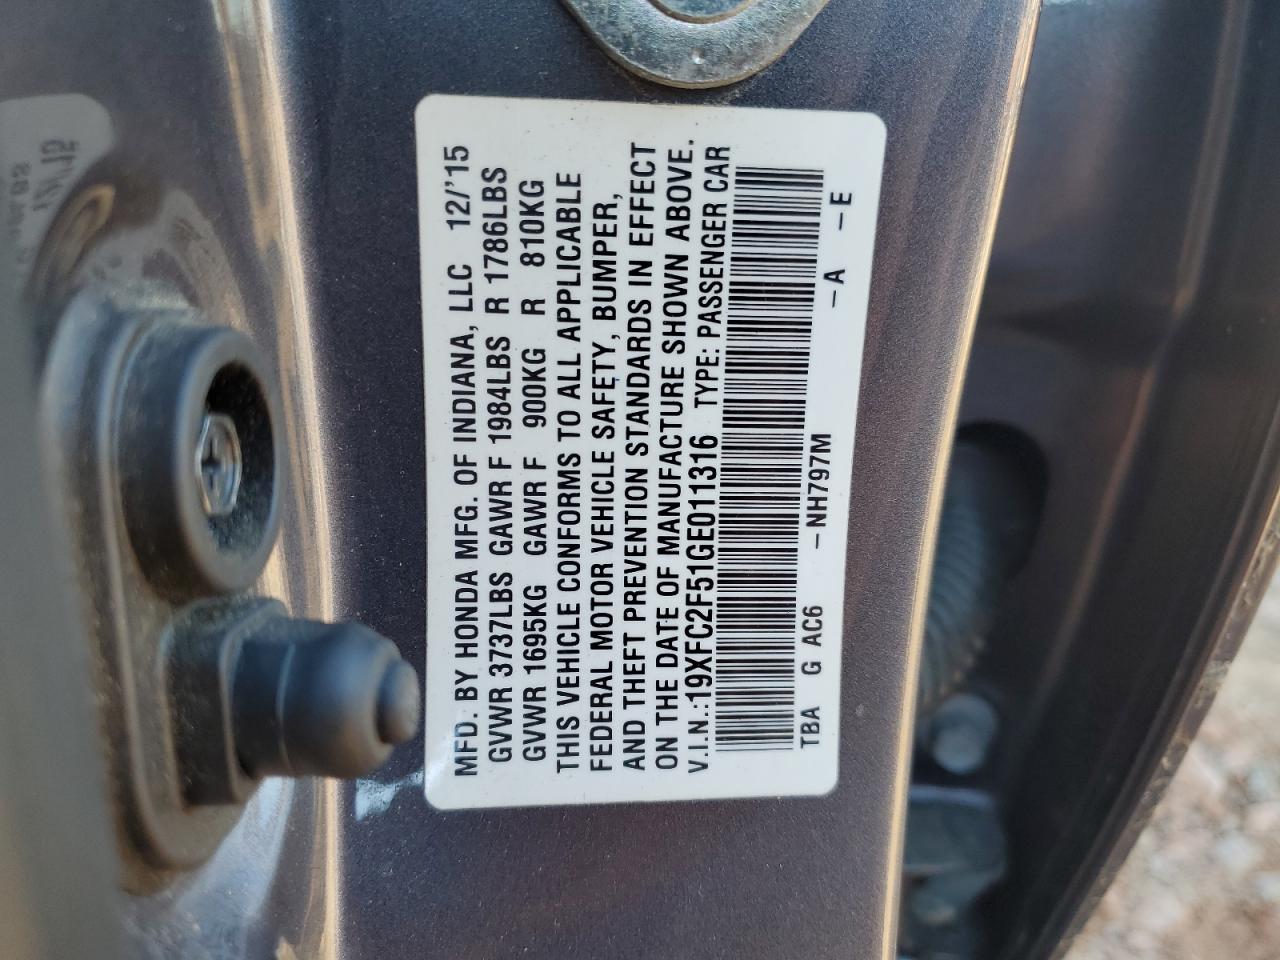 MFD. BY HONDA MFG. OF INDIANA, LLC 12/'15
GVWR 3737LBS GAWR F 1984LBS R 1786LBS
GVWR 1695KG GAWR F 900KG R 810KG
THIS VEHICLE CONFORMS TO ALL APPLICABLE
FEDERAL MOTOR VEHICLE SAFETY, BUMPER,
AND THEFT PREVENTION STANDARDS IN EFFECT
ON THE DATE OF MANUFACTURE SHOWN ABOVE.
V.I.N.:19XFC2F51GE011316 TYPE: PASSENGER CAR
TBA G AC6 –NH797M –A –E